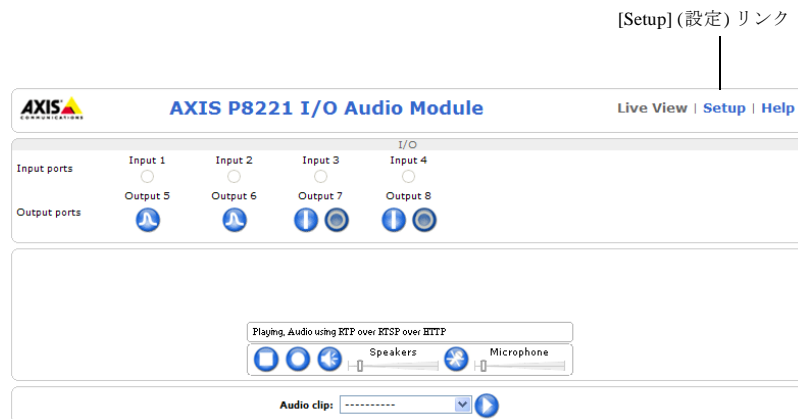 [Setup] (設定) リンク
AXIS COMMUNICATIONS
AXIS P8221 I/O Audio Module
Live View | Setup | Help
I/O
Input ports
Input 1 Input 2 Input 3 Input 4
Output 5 Output 6 Output 7 Output 8
Output ports
Playing, Audio using RTP over RTSP over HTTP
Speakers Microphone
Audio clip: ----------